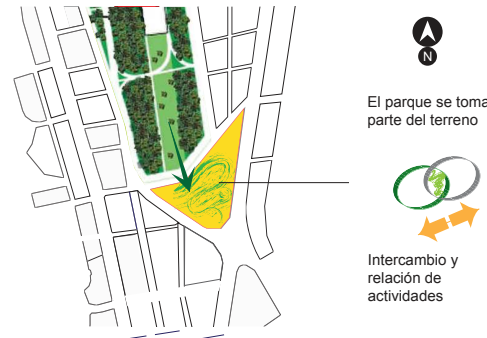 N
El parque se toma
parte del terreno
Intercambio y
relación de
actividades